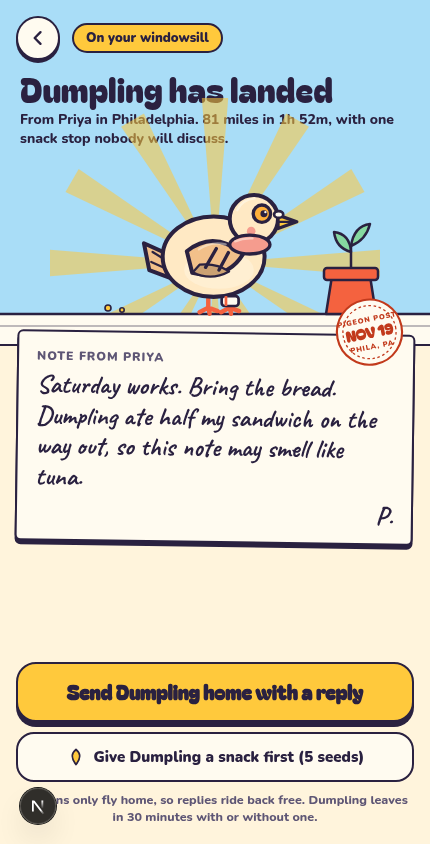 On your windowsill
Dumpling has landed
From Priya in Philadelphia. 81 miles in 1h 52m, with one
snack stop nobody will discuss.
PIGEON POST
NOV 19
PHILA, PA
NOTE FROM PRIYA
Saturday works. Bring the bread.
Dumpling ate half my sandwich on the
way out, so this note may smell like
tuna.
P.
Send Dumpling home with a reply
Give Dumpling a snack first (5 seeds)
N
only fly home, so replies ride back free. Dumpling leaves
in 30 minutes with or without one.